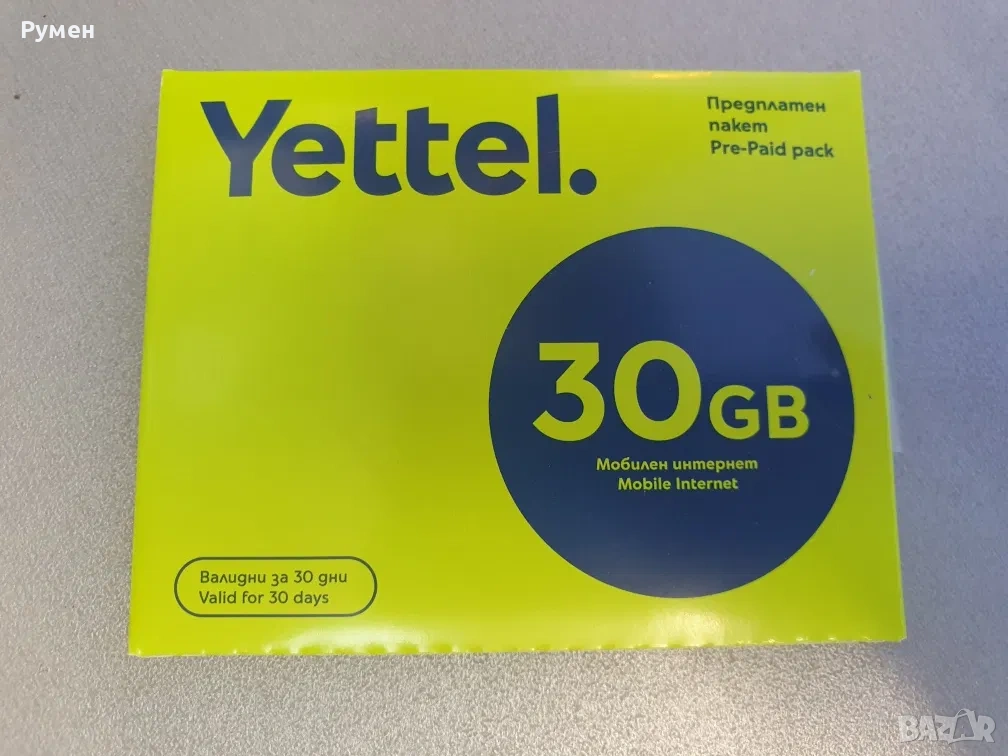 Румен
Yettel.
Предплатен
пакет
Pre-Paid pack
30GB
Мобилен интернет
Mobile Internet
Валидни за 30 дни
Valid for 30 days
BAZAR